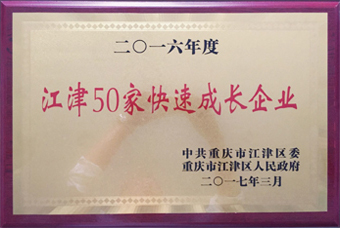 二〇一六年度
江津50家快速成长企业
中共重庆市江津区委
重庆市江津区人民政府
二〇一七年三月